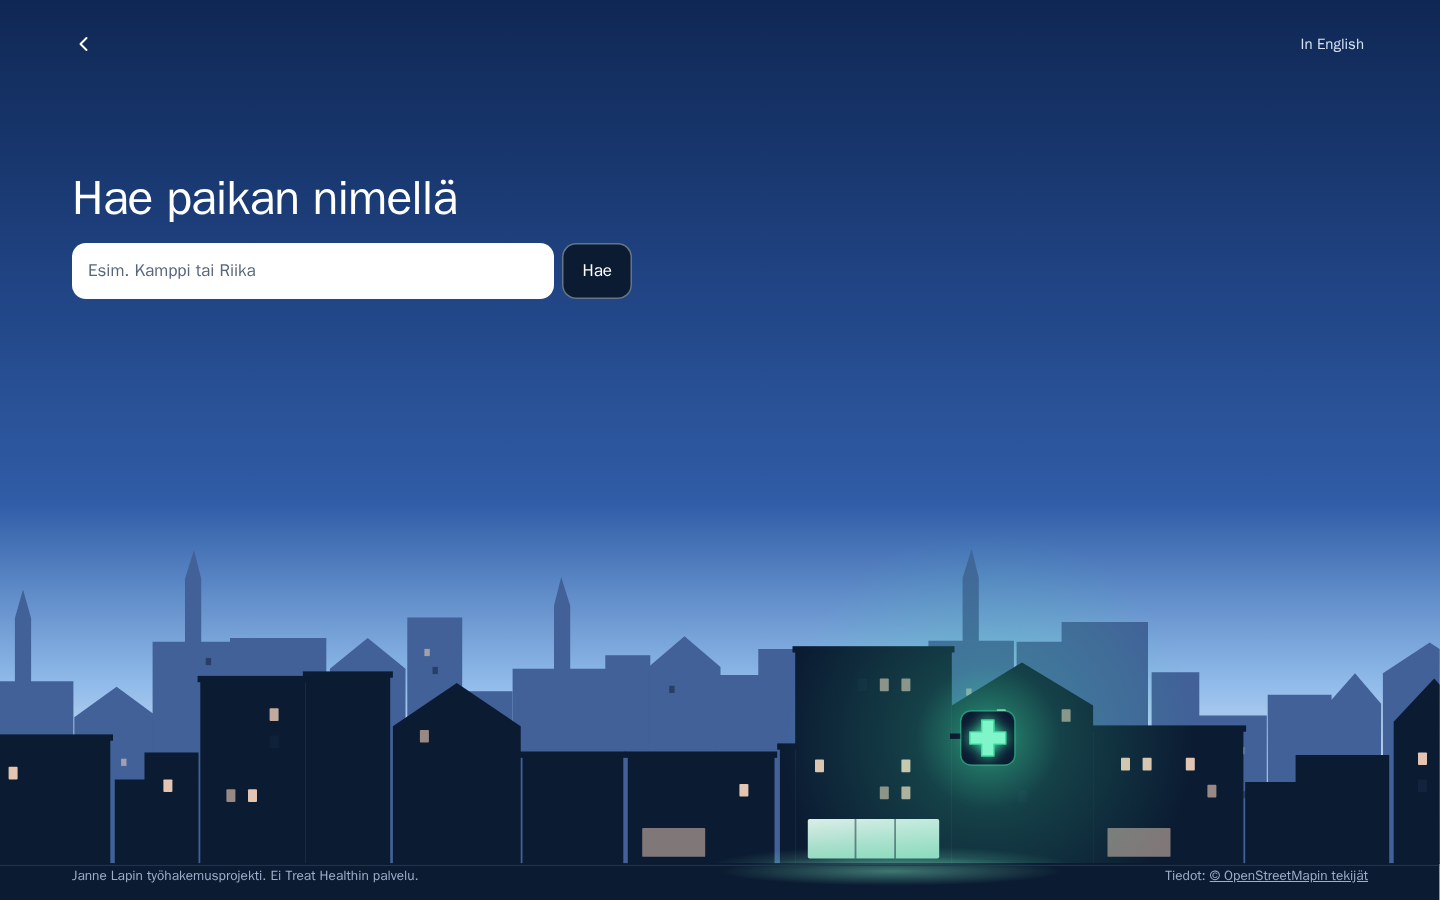 In English
Hae paikan nimellä
Esim. Kamppi tai Riika
Hae
Janne Lapin työhakemusprojekti. Ei Treat Healthin palvelu.
Tiedot: © OpenStreetMapin tekijät